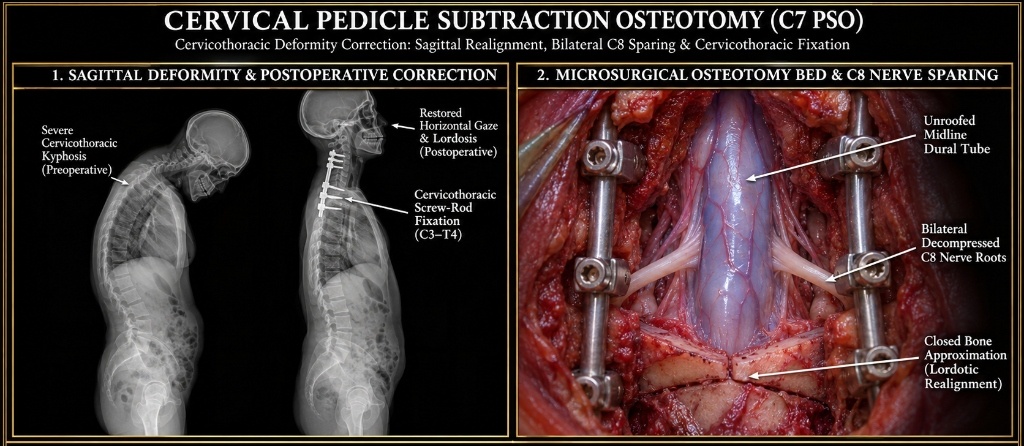 CERVICAL PEDICLE SUBTRACTION OSTEOTOMY (C7 PSO)
Cervicothoracic Deformity Correction: Sagittal Realignment, Bilateral C8 Sparing & Cervicothoracic Fixation
1. SAGITTAL DEFORMITY & POSTOPERATIVE CORRECTION
Severe
Cervicothoracic
Kyphosis
(Preoperative)
Restored
Horizontal Gaze
& Lordosis
(Postoperative)
Cervicothoracic
Screw-Rod
Fixation
(C3–T4)
2. MICROSURGICAL OSTEOTOMY BED & C8 NERVE SPARING
Unroofed
Midline
Dural Tube
Bilateral
Decompressed
C8 Nerve Roots
Closed Bone
Approximation
(Lordotic
Realignment)